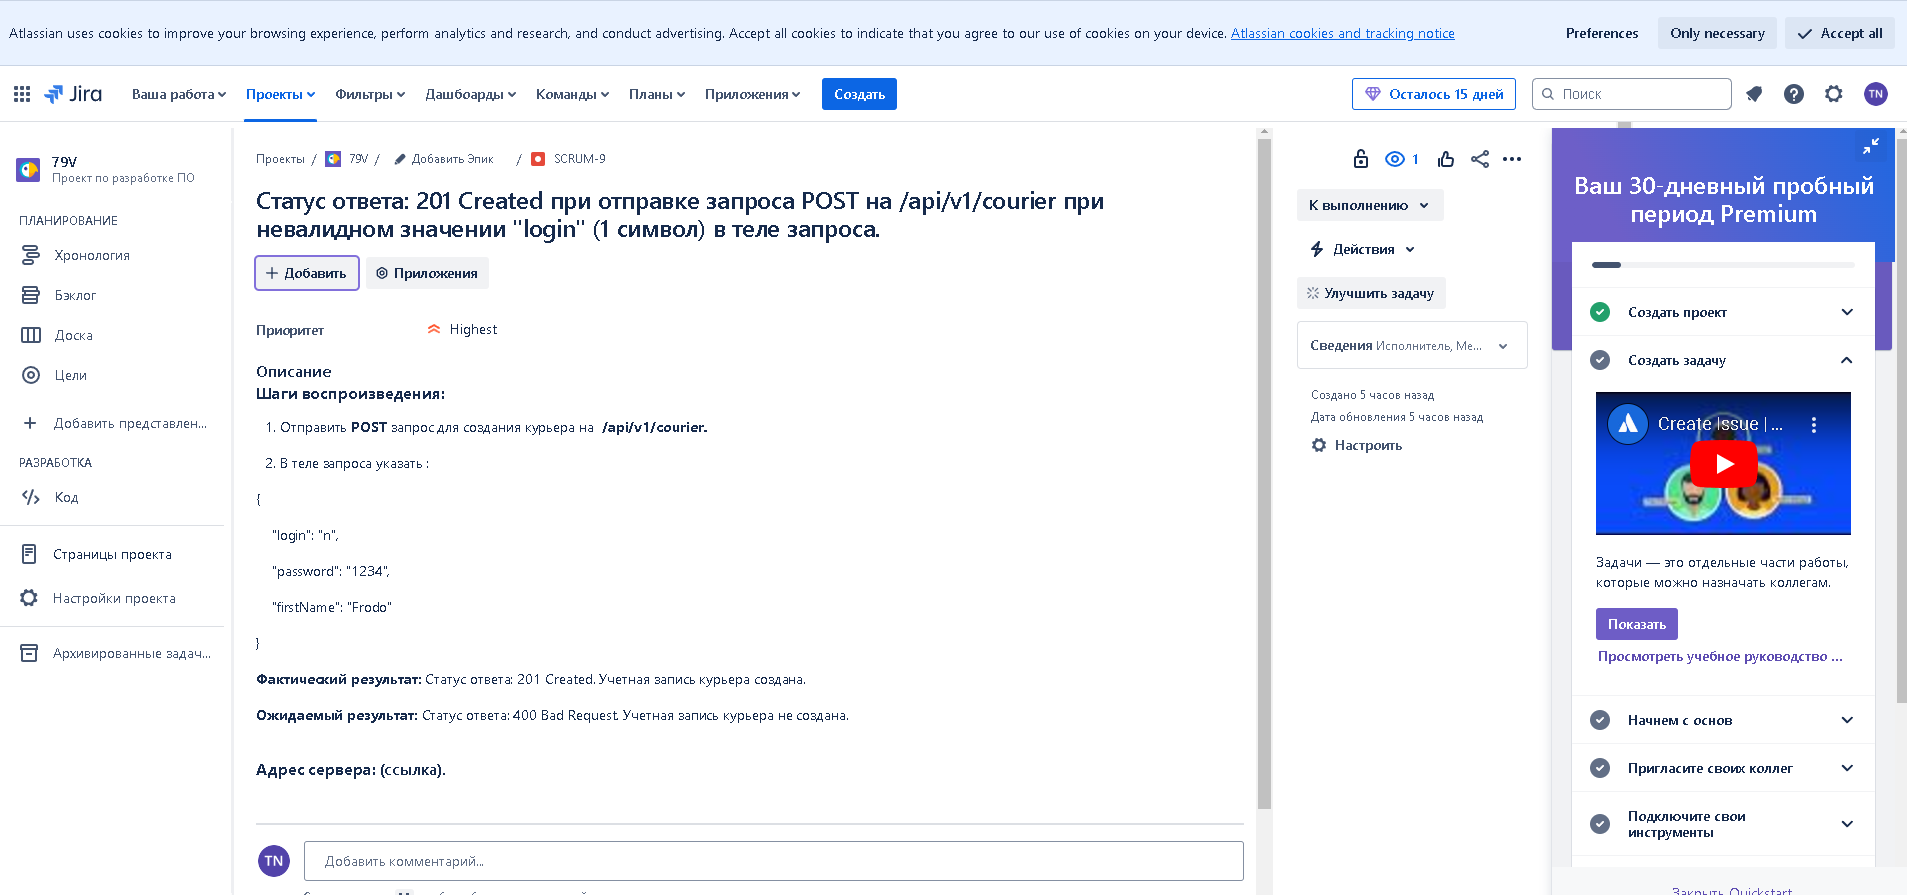 Atlassian uses cookies to improve your browsing experience, perform analytics and research, and conduct advertising. Accept all cookies to indicate that you agree to our use of cookies on your device. Atlassian cookies and tracking notice
Preferences
Only necessary
Accept all
Jira
Ваша работа
Проекты
Фильтры
Дашборды
Команды
Планы
Приложения
Создать
Осталось 15 дней
Поиск
TN
79V
Проект по разработке ПО
ПЛАНИРОВАНИЕ
Хронология
Бэклог
Доска
Цели
Добавить представлен...
РАЗРАБОТКА
Код
Страницы проекта
Настройки проекта
Архивированные задач...
Проекты / 79V / Добавить Эпик / SCRUM-9
Статус ответа: 201 Created при отправке запроса POST на /api/v1/courier при
невалидном значении "login" (1 символ) в теле запроса.
Добавить
Приложения
Приоритет
Highest
Описание
Шаги воспроизведения:
1. Отправить POST запрос для создания курьера на /api/v1/courier.
2. В теле запроса указать :
{
"login": "n",
"password": "1234",
"firstName": "Frodo"
}
Фактический результат: Статус ответа: 201 Created. Учетная запись курьера создана.
Ожидаемый результат: Статус ответа: 400 Bad Request. Учетная запись курьера не создана.
Адрес сервера: (ссылка).
TN
Добавить комментарий...
1
К выполнению
Действия
Улучшить задачу
Сведения Исполнитель, Ме...
Создано 5 часов назад
Дата обновления 5 часов назад
Настроить
Ваш 30-дневный пробный
период Premium
Создать проект
Создать задачу
Create Issue | ...
Задачи — это отдельные части работы,
которые можно назначать коллегам.
Показать
Просмотреть учебное руководство ...
Начнем с основ
Пригласите своих коллег
Подключите свои
инструменты
Закрыть Quickstart